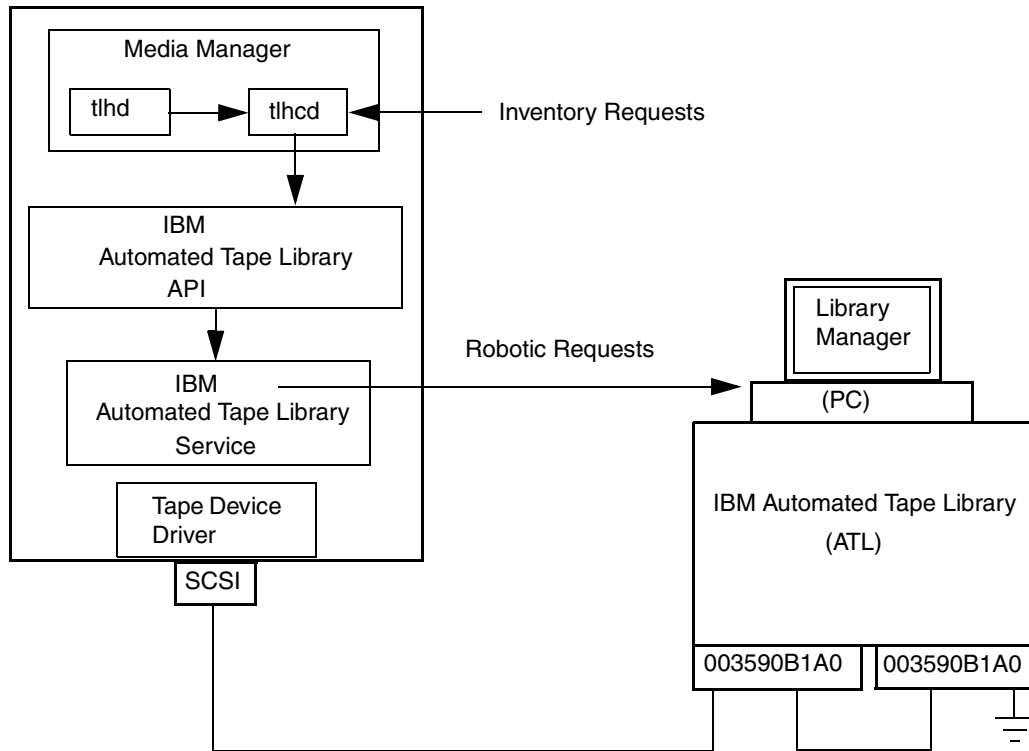 Media Manager
tlhd
tlhcd
Inventory Requests
IBM
Automated Tape Library
API
Robotic Requests
IBM
Automated Tape Library
Service
Tape Device
Driver
SCSI
Library
Manager
(PC)
IBM Automated Tape Library
(ATL)
003590B1A0
003590B1A0